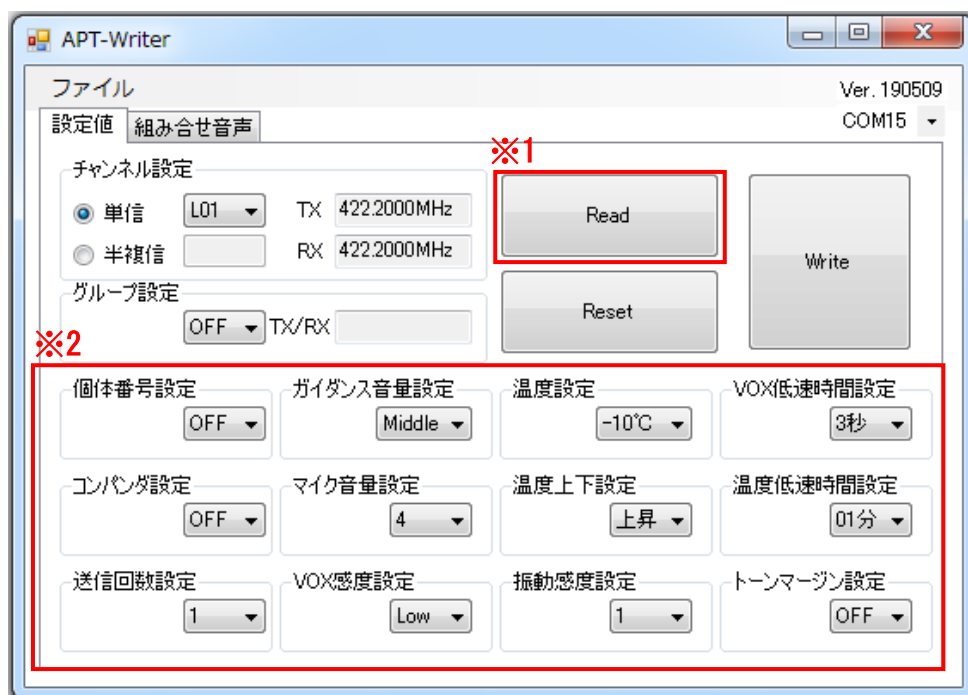 APT-Writer
ファイル
Ver. 190509
設定値
組み合せ音声
COM15
※1
チャンネル設定
単信 L01 TX 422.2000MHz
半複信 RX 422.2000MHz
Read
Write
グループ設定
OFF TX/RX
Reset
※2
個体番号設定 ガイダンス音量設定 温度設定 VOX低速時間設定
OFF Middle -10℃ 3秒
コンパンダ設定 マイク音量設定 温度上下設定 温度低速時間設定
OFF 4 上昇 01分
送信回数設定 VOX感度設定 振動感度設定 トーンマージン設定
1 Low 1 OFF